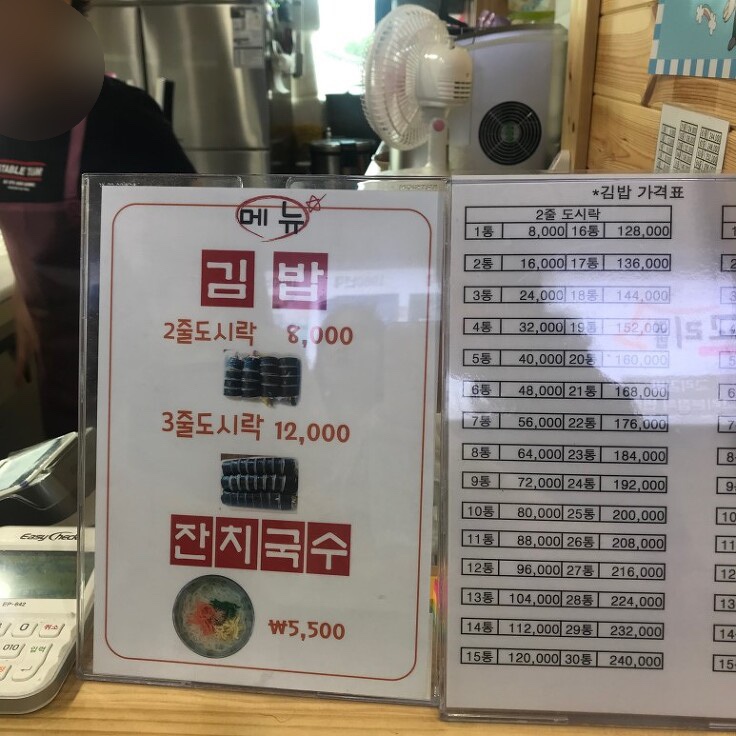 메뉴
김밥
2줄도시락 8,000
3줄도시락 12,000
잔치국수
₩5,500
*김밥 가격표
2줄 도시락
1통 8,000 16통 128,000
2통 16,000 17통 136,000
3통 24,000 18통 144,000
4통 32,000 19통 152,000
5통 40,000 20통 160,000
6통 48,000 21통 168,000
7통 56,000 22통 176,000
8통 64,000 23통 184,000
9통 72,000 24통 192,000
10통 80,000 25통 200,000
11통 88,000 26통 208,000
12통 96,000 27통 216,000
13통 104,000 28통 224,000
14통 112,000 29통 232,000
15통 120,000 30통 240,000
EasyCheck
0 취소
010 입력